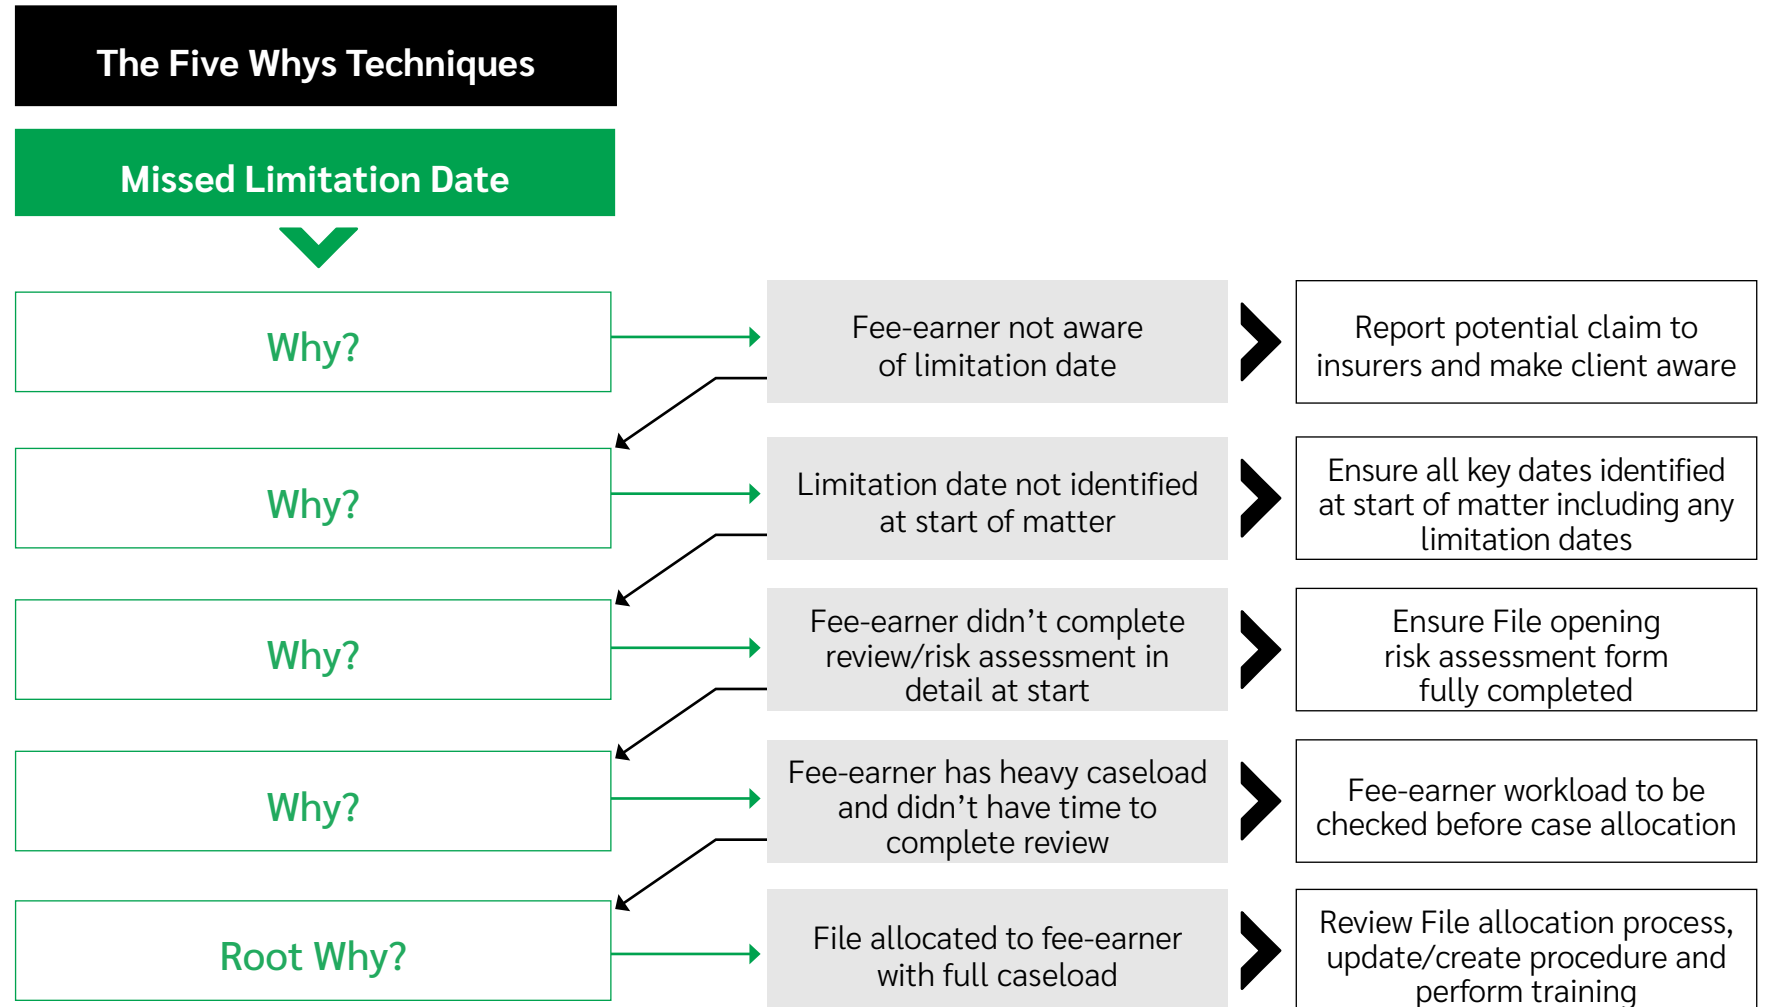 The Five Whys Techniques
Missed Limitation Date
Why?
Fee-earner not aware
of limitation date
Report potential claim to
insurers and make client aware
Why?
Limitation date not identified
at start of matter
Ensure all key dates identified
at start of matter including any
limitation dates
Why?
Fee-earner didn’t complete
review/risk assessment in
detail at start
Ensure File opening
risk assessment form
fully completed
Why?
Fee-earner has heavy caseload
and didn’t have time to
complete review
Fee-earner workload to be
checked before case allocation
Root Why?
File allocated to fee-earner
with full caseload
Review File allocation process,
update/create procedure and
perform training